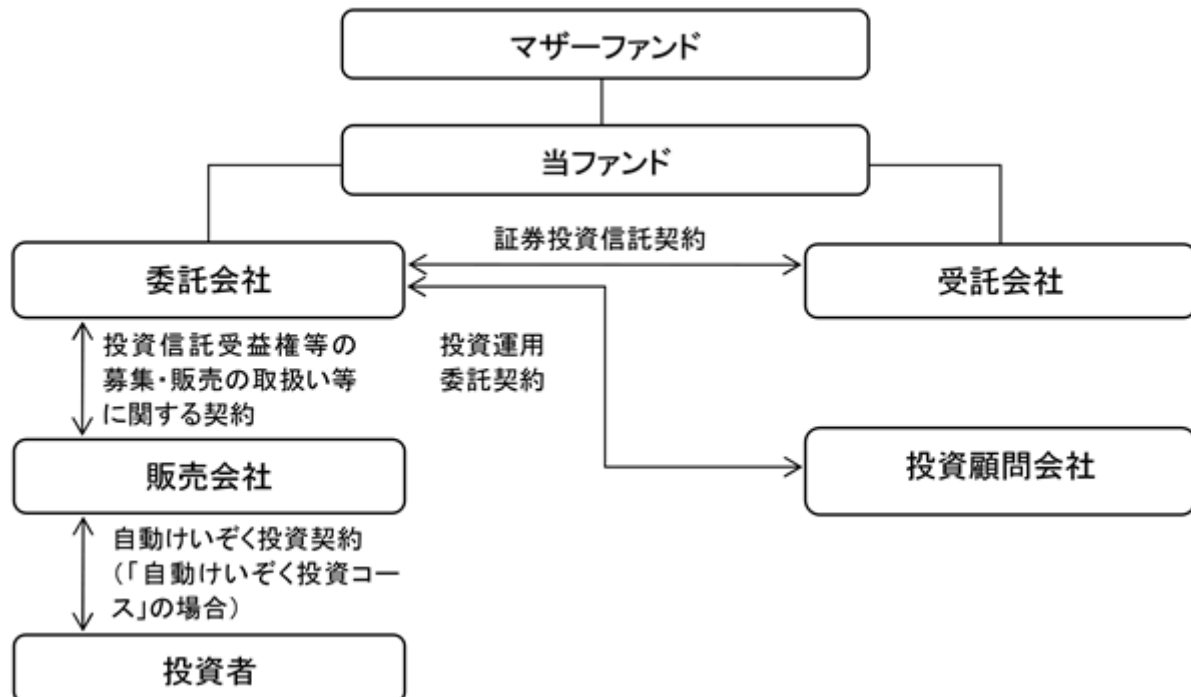 マザーファンド
当ファンド
証券投資信託契約
委託会社
受託会社
投資信託受益権等の
募集・販売の取扱い等
に関する契約
投資運用
委託契約
販売会社
投資顧問会社
自動けいぞく投資契約
(「自動けいぞく投資コー
ス」の場合)
投資者